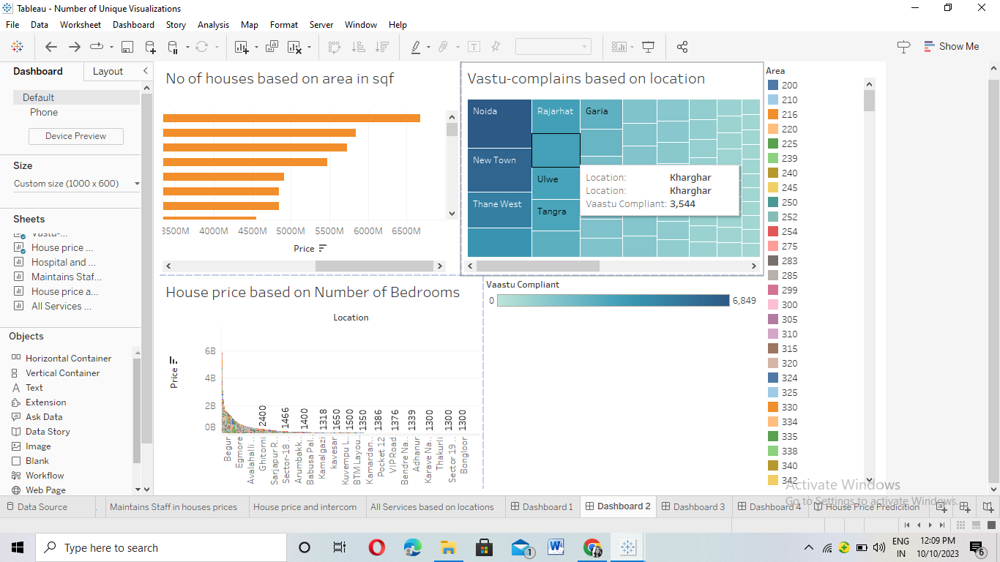 Tableau - Number of Unique Visualizations
File Data Worksheet Dashboard Story Analysis Map Format Server Window Help
Show Me
Dashboard Layout
Default
Phone
Device Preview
Size
Custom size (1000 x 600)
Sheets
Vastu-...
House price ...
Hospital and ...
Maintains Staf...
House price a...
All Services ...
Objects
Horizontal Container
Vertical Container
Text
Extension
Ask Data
Data Story
Image
Blank
Workflow
Web Page
No of houses based on area in sqf
3500M 4000M 4500M 5000M 5500M 6000M 6500M
Price
Vastu-complains based on location
Noida
Rajarhat
Garia
New Town
Ulwe
Thane West
Tangra
Location: Kharghar
Location: Kharghar
Vaastu Compliant: 3,544
House price based on Number of Bedrooms
Location
Price
6B
4B
2B
0B
2400 1466 1400 1318 1650 1500 1350 1386 1376 1339 1300 1300 1300
Begur
Egmore
Avalahalli ...
Ghitorni
Sarjapur R...
Sector-18 ...
Arumbakk...
Babusa Pal...
Kamalgazi
kavesar
Kuvempu L...
BTM Layou...
Kamardan...
Pocket 12
VIP Road
Bendre Na...
Adhanur
Karave Na...
Thakurli
Sector 19 ...
Bongloor
Vaastu Compliant
0 6,849
Area
200
210
216
220
225
239
240
245
250
252
254
275
283
285
299
300
305
310
315
320
324
325
330
334
335
338
340
342
Activate Windows
Go to Settings to activate Windows.
Data Source Maintains Staff in houses prices House price and intercom All Services based on locations Dashboard 1 Dashboard 2 Dashboard 3 Dashboard 4 House Price Predicition
Type here to search
1
W
ENG
IN
12:09 PM
10/10/2023
6